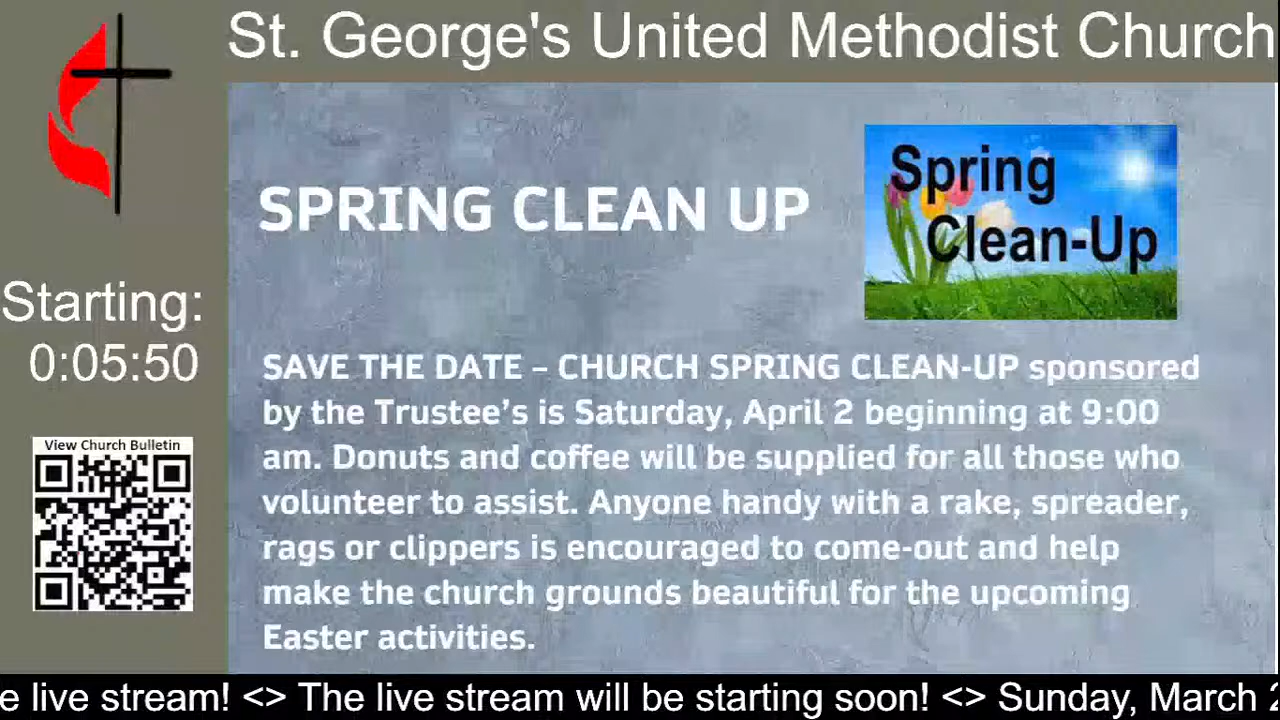 St. George's United Methodist Church
Spring
Clean-Up
SPRING CLEAN UP
Starting:
0:05:50
SAVE THE DATE – CHURCH SPRING CLEAN-UP sponsored
by the Trustee's is Saturday, April 2 beginning at 9:00
am. Donuts and coffee will be supplied for all those who
volunteer to assist. Anyone handy with a rake, spreader,
rags or clippers is encouraged to come-out and help
make the church grounds beautiful for the upcoming
Easter activities.
View Church Bulletin
e live stream! <> The live stream will be starting soon! <> Sunday, March 2